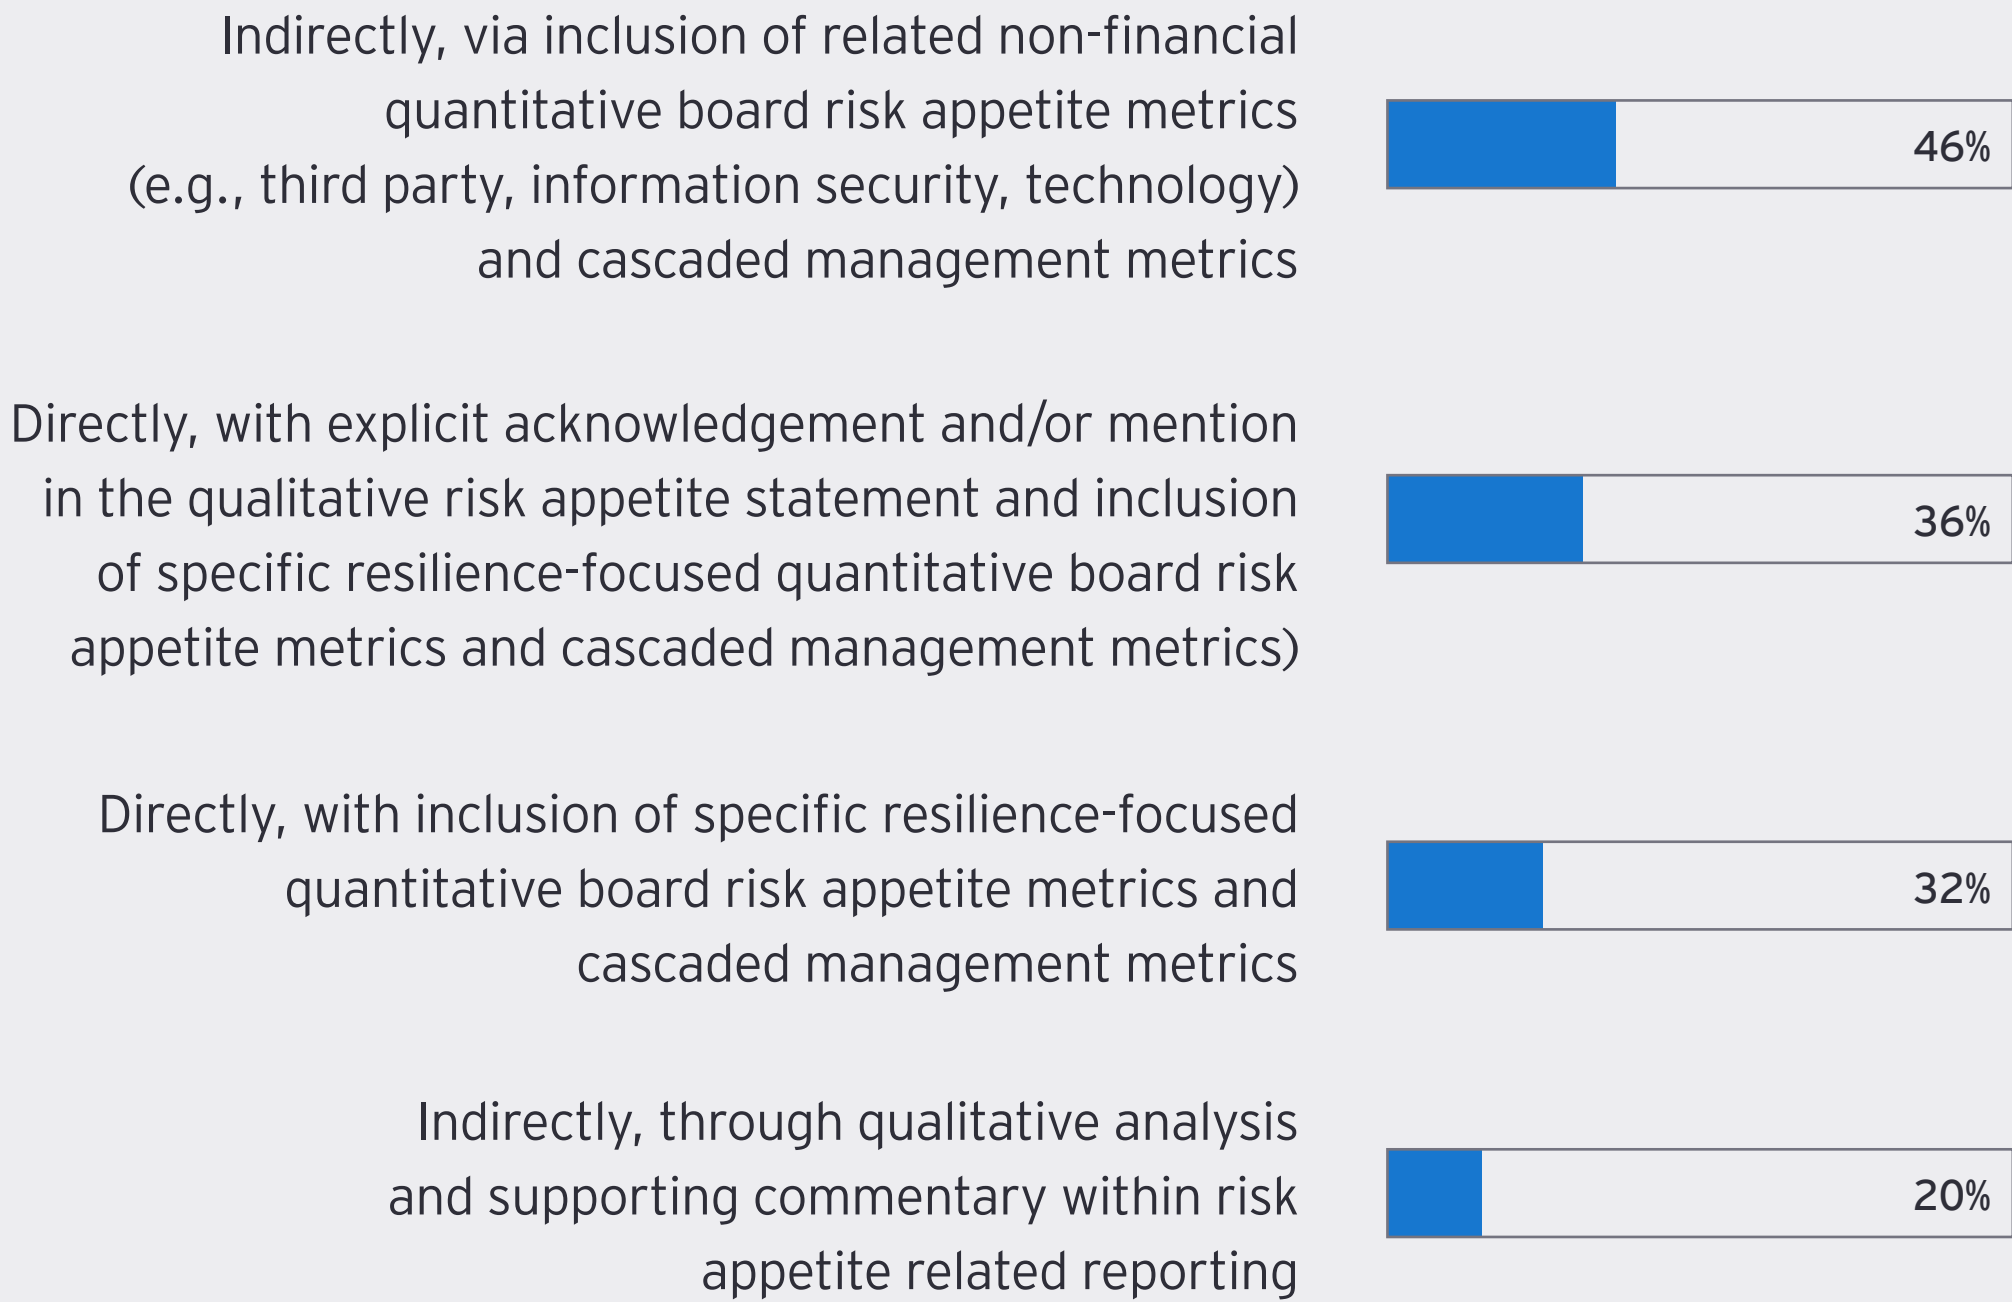 Indirectly, via inclusion of related non-financial
quantitative board risk appetite metrics
(e.g., third party, information security, technology)
and cascaded management metrics
46%
Directly, with explicit acknowledgement and/or mention
in the qualitative risk appetite statement and inclusion
of specific resilience-focused quantitative board risk
appetite metrics and cascaded management metrics)
36%
Directly, with inclusion of specific resilience-focused
quantitative board risk appetite metrics and
cascaded management metrics
32%
Indirectly, through qualitative analysis
and supporting commentary within risk
appetite related reporting
20%